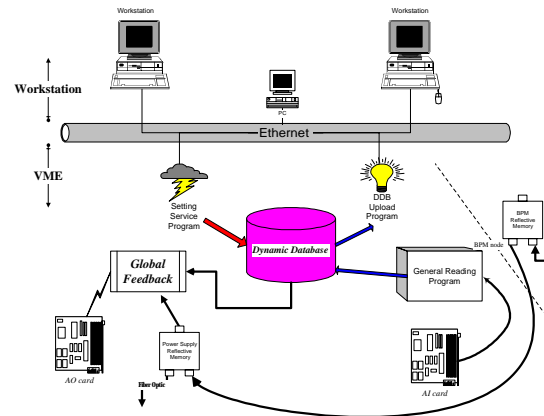 Workstation
Workstation
Workstation
PC
Ethernet
VME
Setting
Service
Program
DDB
Upload
Program
BPM
Reflective
Memory
BPM node
Dynamic Database
Global
Feedback
General Reading
Program
Power Supply
Reflective
Memory
AO card
Fiber Optic
AI card